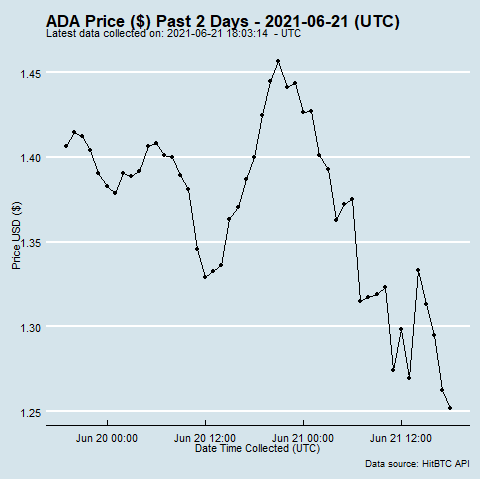 ADA Price ($) Past 2 Days - 2021-06-21 (UTC)
Latest data collected on: 2021-06-21 18:03:14 - UTC
1.45
1.40
1.35
1.30
1.25
Price USD ($)
Jun 20 00:00 Jun 20 12:00 Jun 21 00:00 Jun 21 12:00
Date Time Collected (UTC)
Data source: HitBTC API